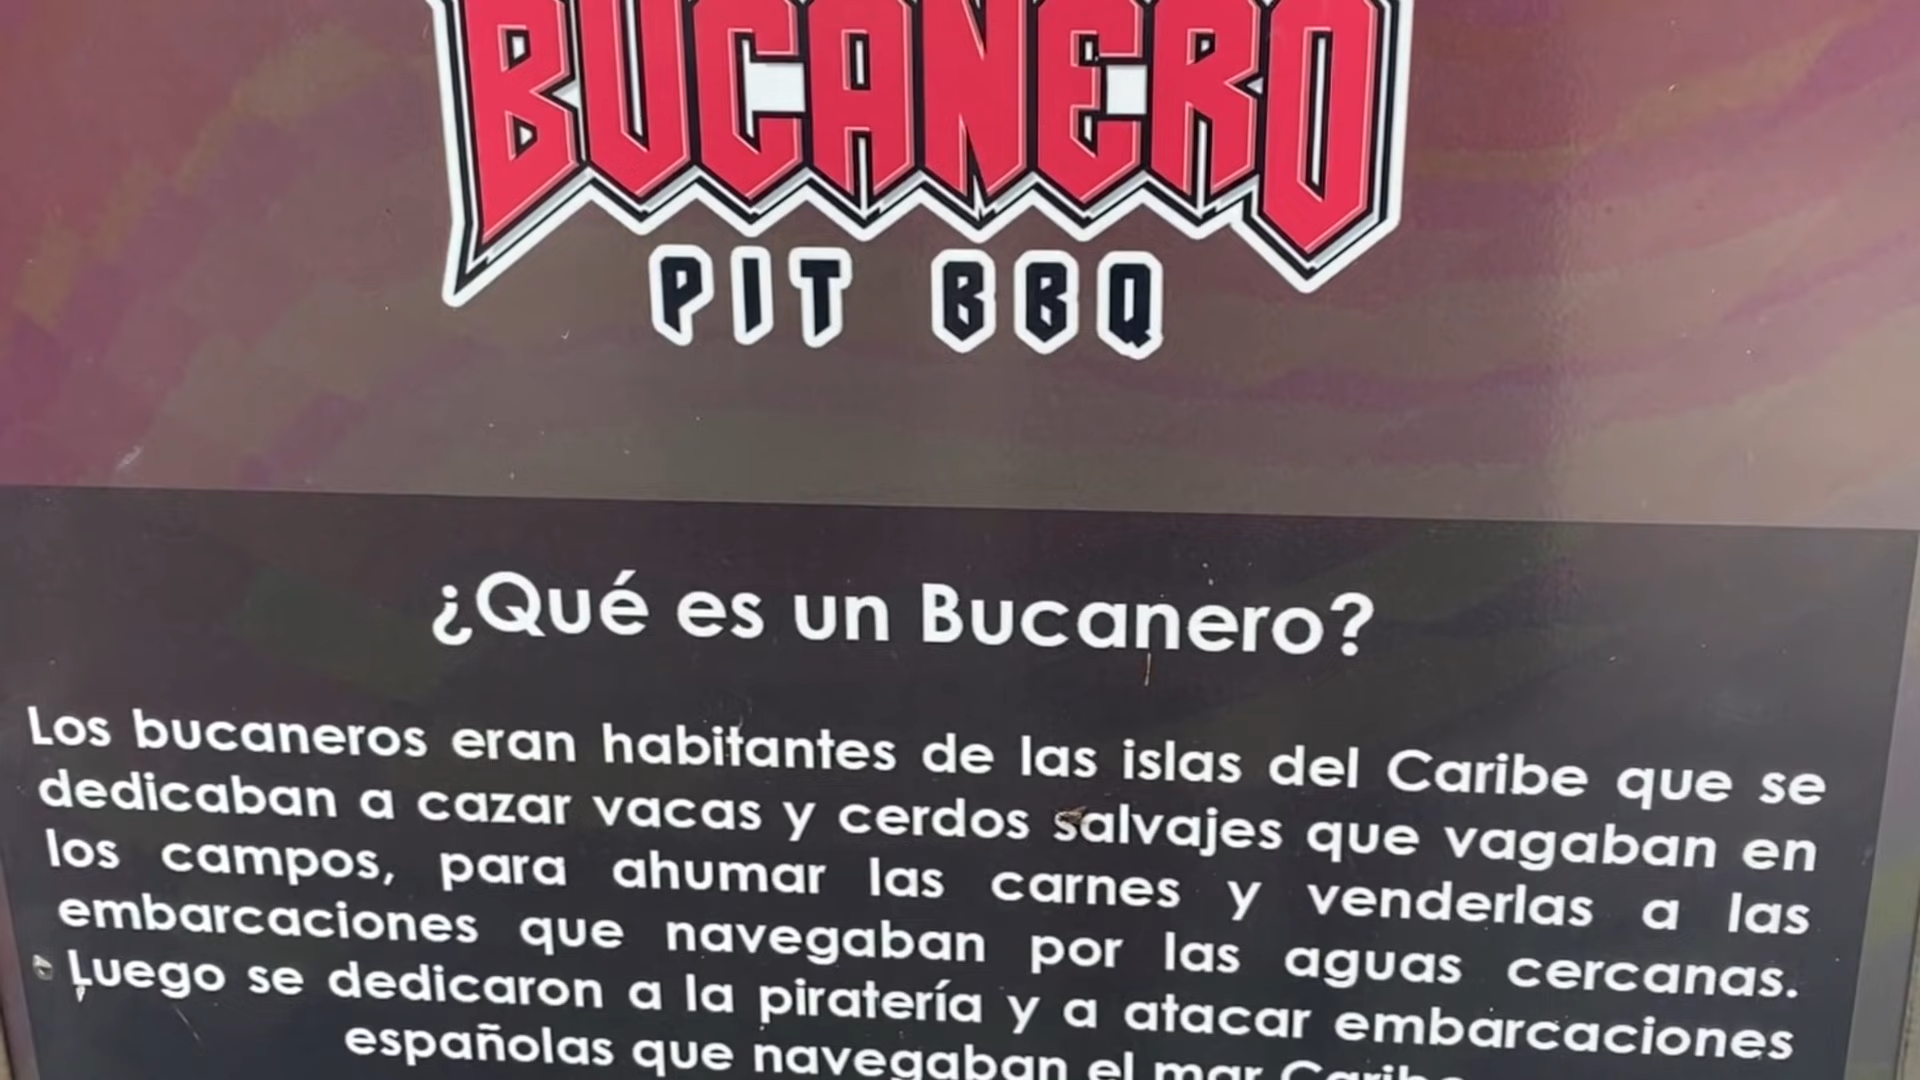 BUCANERO
PIT BBQ
¿Qué es un Bucanero?
Los bucaneros eran habitantes de las islas del Caribe que se
dedicaban a cazar vacas y cerdos salvajes que vagaban en
los campos, para ahumar las carnes y venderlas a las
embarcaciones que navegaban por las aguas cercanas.
Luego se dedicaron a la piratería y a atacar embarcaciones
españolas que navegaban el mar Caribe